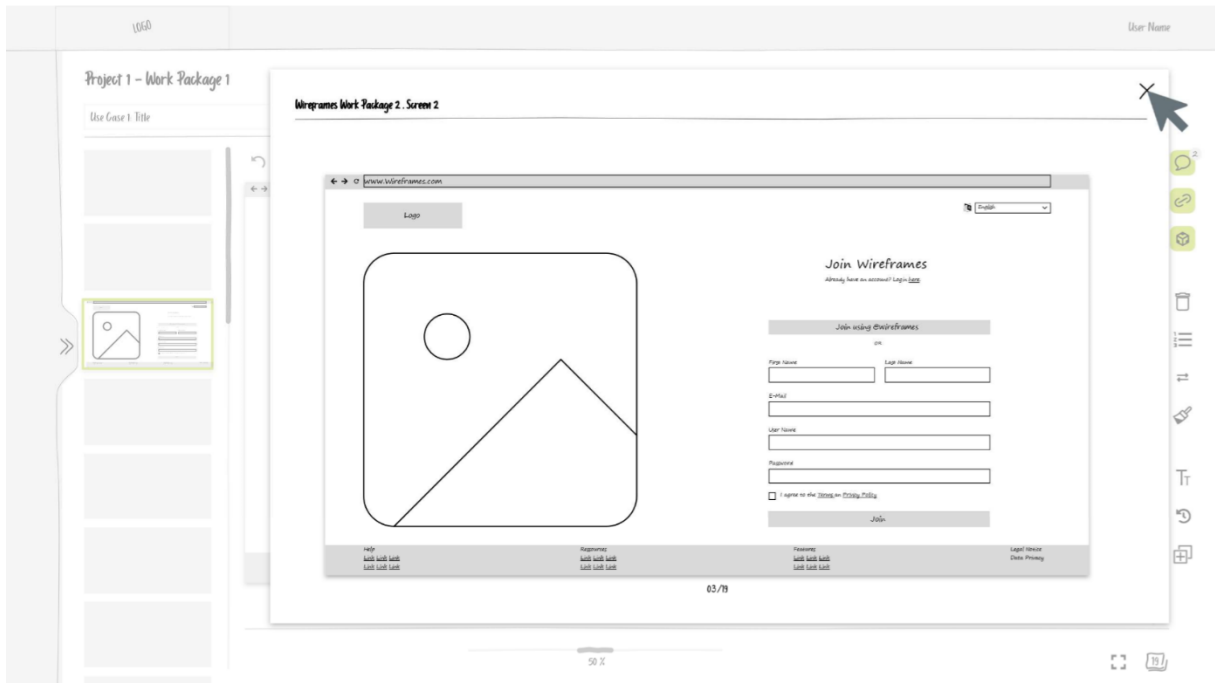 LOGO
User Name
Project 1 - Work Package 1
Use Case 1 Title
Wireframes Work Package 2. Screen 2
www.Wireframes.com
Logo
English
Join Wireframes
Already have an account? Login here.
Join using @wireframes
OR
First Name Last Name
E-Mail
User Name
Password
I agree to the Terms an Privacy Policy
Join
Help Resources Features Legal Notice
Link Link Link Link Link Link Link Link Link Data Privacy
Link Link Link Link Link Link Link Link Link
03/19
2
1
2
3
TT
50 %
19